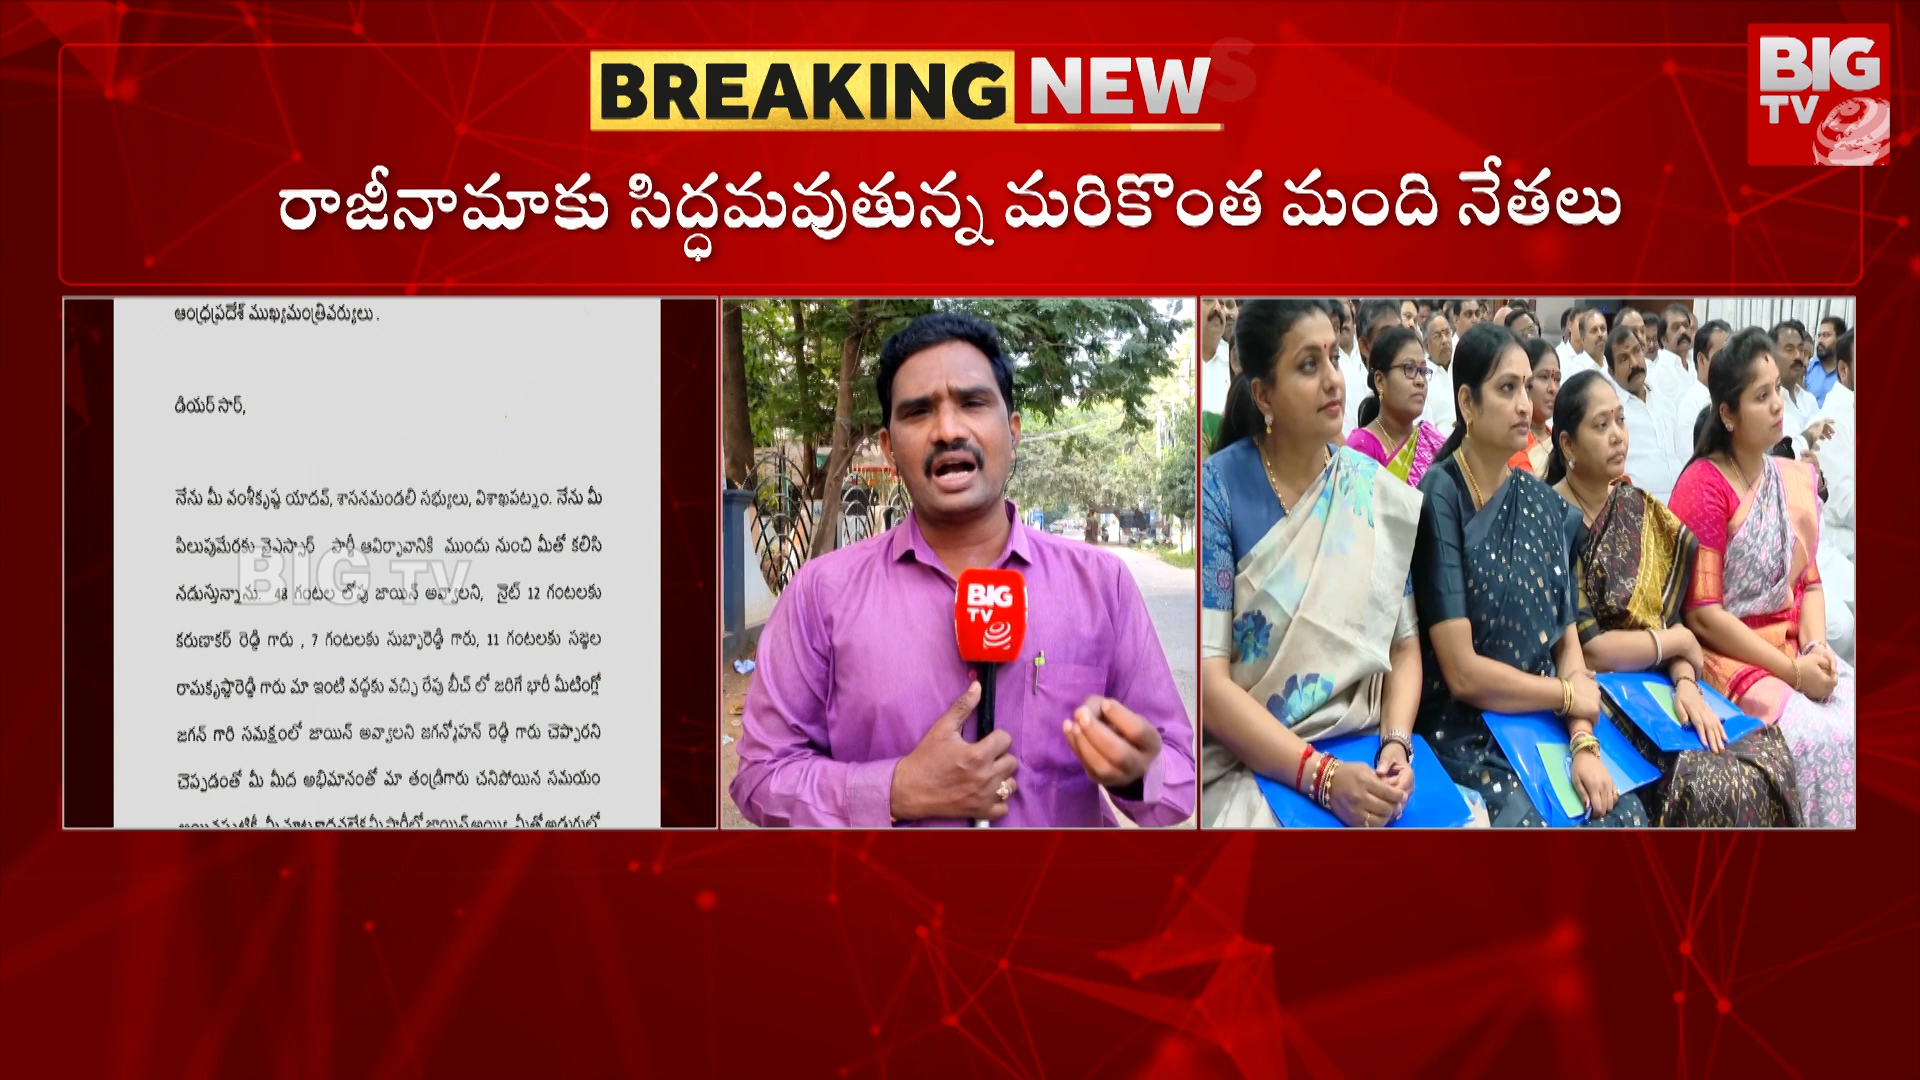 BREAKING NEWS
BIG
TV
రాజీనామాకు సిద్ధమవుతున్న మరికొంత మంది నేతలు
ఆంధ్రప్రదేశ్ ముఖ్యమంత్రివర్యులు .
డియర్ సార్,
నేను మీ వంశీకృష్ణ యాదవ్, శాసనమండలి సభ్యులు, విశాఖపట్నం. నేను మీ
పిలుపుమేరకు వైఎస్సార్ పార్టీ ఆవిర్భావానికి ముందు నుంచి మీతో కలిసి
నడుస్తున్నాను. 48 గంటల లోపు జాయిన్ అవ్వాలని, నైట్ 12 గంటలకు
కరుణాకర్ రెడ్డి గారు , 7 గంటలకు సుబ్బారెడ్డి గారు, 11 గంటలకు సజ్జల
రామకృష్ణారెడ్డి గారు మా ఇంటి వద్దకు వచ్చి రేపు బీచ్ లో జరిగే భారీ మీటింగ్లో
జగన్ గారి సమక్షంలో జాయిన్ అవ్వాలని జగన్మోహన్ రెడ్డి గారు చెప్పారని
చెప్పడంతో మీ మీద అభిమానంతో మా తండ్రిగారు చనిపోయిన సమయం
BIG TV
BIG
TV